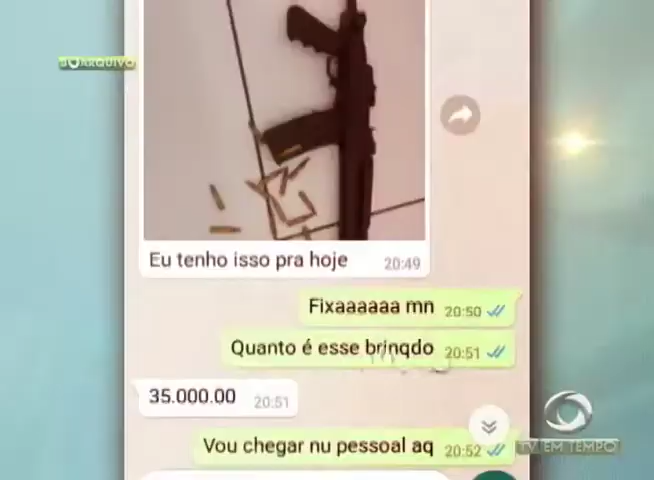 ARQUIVO
Eu tenho isso pra hoje
20:49
Fixaaaaaa mn 20:50
Quanto é esse brinqdo 20:51
35.000.00 20:51
Vou chegar nu pessoal aq 20:52
TV EM TEMPO